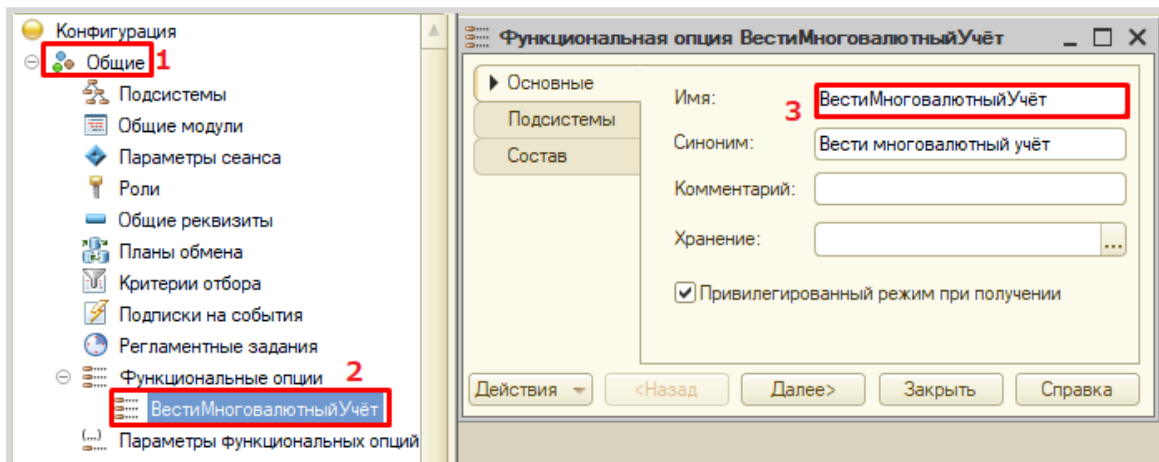 Конфигурация
Общие 1
Подсистемы
Общие модули
Параметры сеанса
Роли
Общие реквизиты
Планы обмена
Критерии отбора
Подписки на события
Регламентные задания
Функциональные опции 2
ВестиМноговалютныйУчёт
Параметры функциональных опций
Функциональная опция ВестиМноговалютныйУчёт
Основные
Подсистемы
Состав
Имя: 3 ВестиМноговалютныйУчёт
Синоним: Вести многовалютный учёт
Комментарий:
Хранение: ...
Привилегированный режим при получении
Действия <Назад Далее> Закрыть Справка